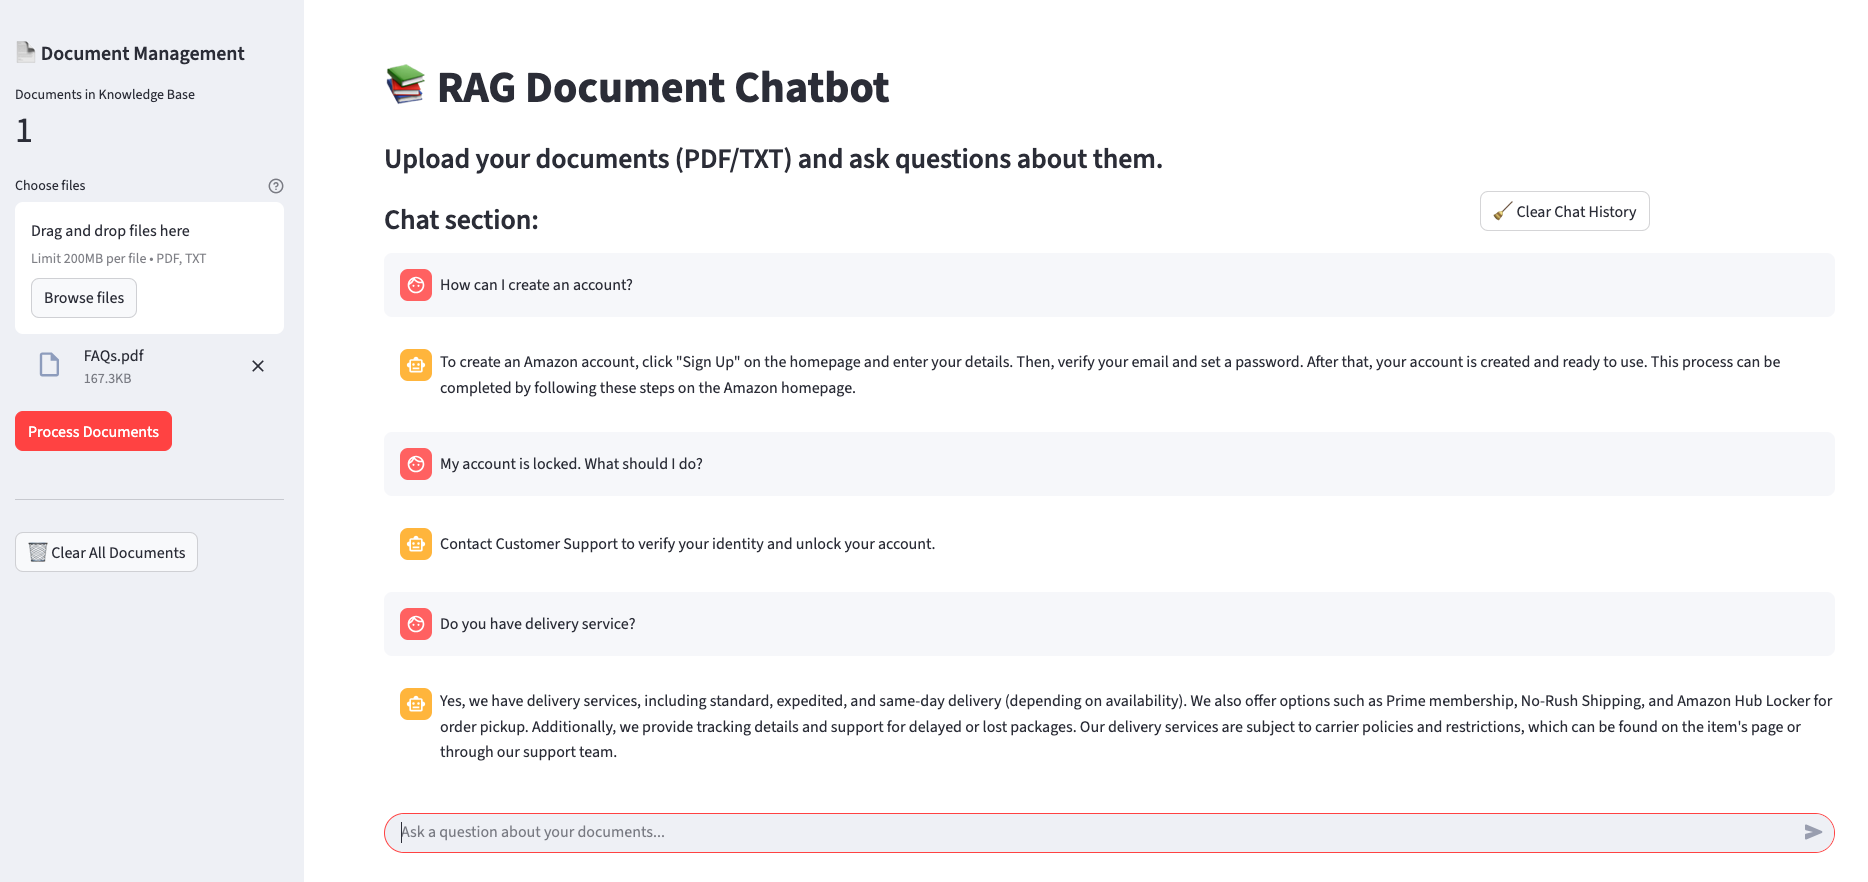 Document Management
Documents in Knowledge Base
1
Choose files
Drag and drop files here
Limit 200MB per file • PDF, TXT
Browse files
FAQs.pdf
167.3KB
Process Documents
Clear All Documents
RAG Document Chatbot
Upload your documents (PDF/TXT) and ask questions about them.
Chat section:
Clear Chat History
How can I create an account?
To create an Amazon account, click "Sign Up" on the homepage and enter your details. Then, verify your email and set a password. After that, your account is created and ready to use. This process can be
completed by following these steps on the Amazon homepage.
My account is locked. What should I do?
Contact Customer Support to verify your identity and unlock your account.
Do you have delivery service?
Yes, we have delivery services, including standard, expedited, and same-day delivery (depending on availability). We also offer options such as Prime membership, No-Rush Shipping, and Amazon Hub Locker for
order pickup. Additionally, we provide tracking details and support for delayed or lost packages. Our delivery services are subject to carrier policies and restrictions, which can be found on the item's page or
through our support team.
Ask a question about your documents...